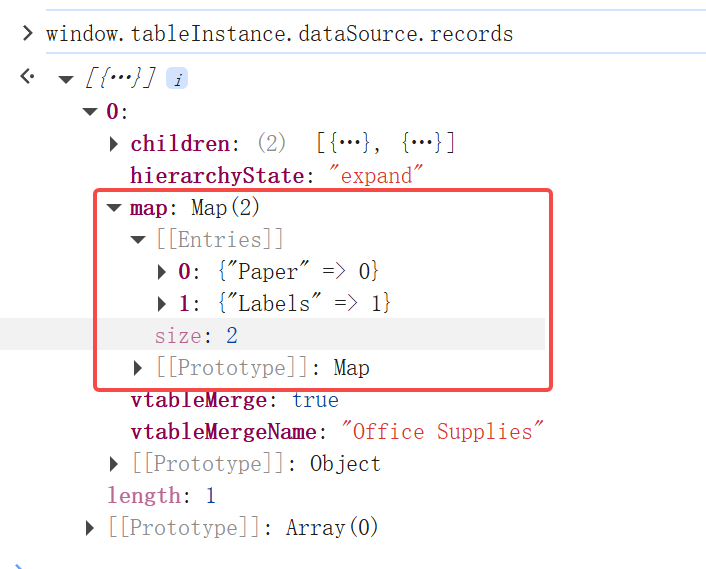 window.tableInstance.dataSource.records
[{…}] i
0:
children: (2) [{…}, {…}]
hierarchyState: "expand"
map: Map(2)
[[Entries]]
0: {"Paper" => 0}
1: {"Labels" => 1}
size: 2
[[Prototype]]: Map
vtableMerge: true
vtableMergeName: "Office Supplies"
[[Prototype]]: Object
length: 1
[[Prototype]]: Array(0)